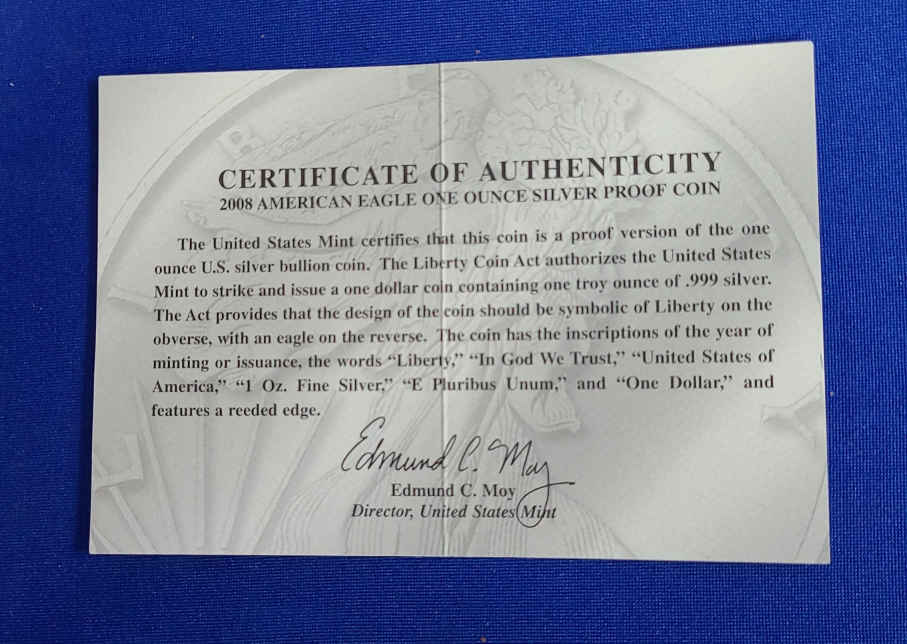 CERTIFICATE OF AUTHENTICITY
2008 AMERICAN EAGLE ONE OUNCE SILVER PROOF COIN
The United States Mint certifies that this coin is a proof version of the one
ounce U.S. silver bullion coin. The Liberty Coin Act authorizes the United States
Mint to strike and issue a one dollar coin containing one troy ounce of .999 silver.
The Act provides that the design of the coin should be symbolic of Liberty on the
obverse, with an eagle on the reverse. The coin has the inscriptions of the year of
minting or issuance, the words “Liberty,” “In God We Trust,” “United States of
America,” “1 Oz. Fine Silver,” “E Pluribus Unum,” and “One Dollar,” and
features a reeded edge.
Edmund C. Moy
Edmund C. Moy
Director, United States Mint